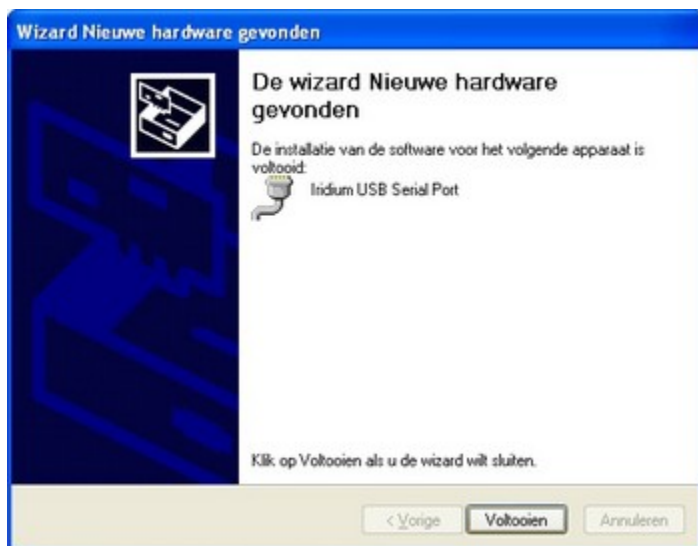 Wizard Nieuwe hardware gevonden
De wizard Nieuwe hardware
gevonden
De installatie van de software voor het volgende apparaat is
voltooid:
Iridium USB Serial Port
Klik op Voltooien als u de wizard wilt sluiten.
< Vorige
Voltooien
Annuleren